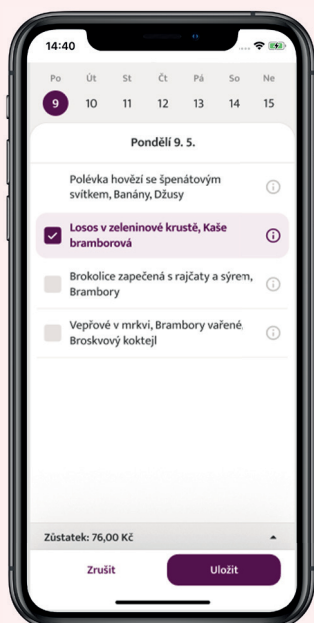 14:40
Po Út St Čt Pá So Ne
9 10 11 12 13 14 15
Pondělí 9. 5.
Polévka hovězí se špenátovým
svítkem, Banány, Džusy
Losos v zeleninové krustě, Kaše
bramborová
Brokolice zapečená s rajčaty a sýrem,
Brambory
Vepřové v mrkvi, Brambory vařené,
Broskvový koktejl
Zůstatek: 76,00 Kč
Zrušit Uložit